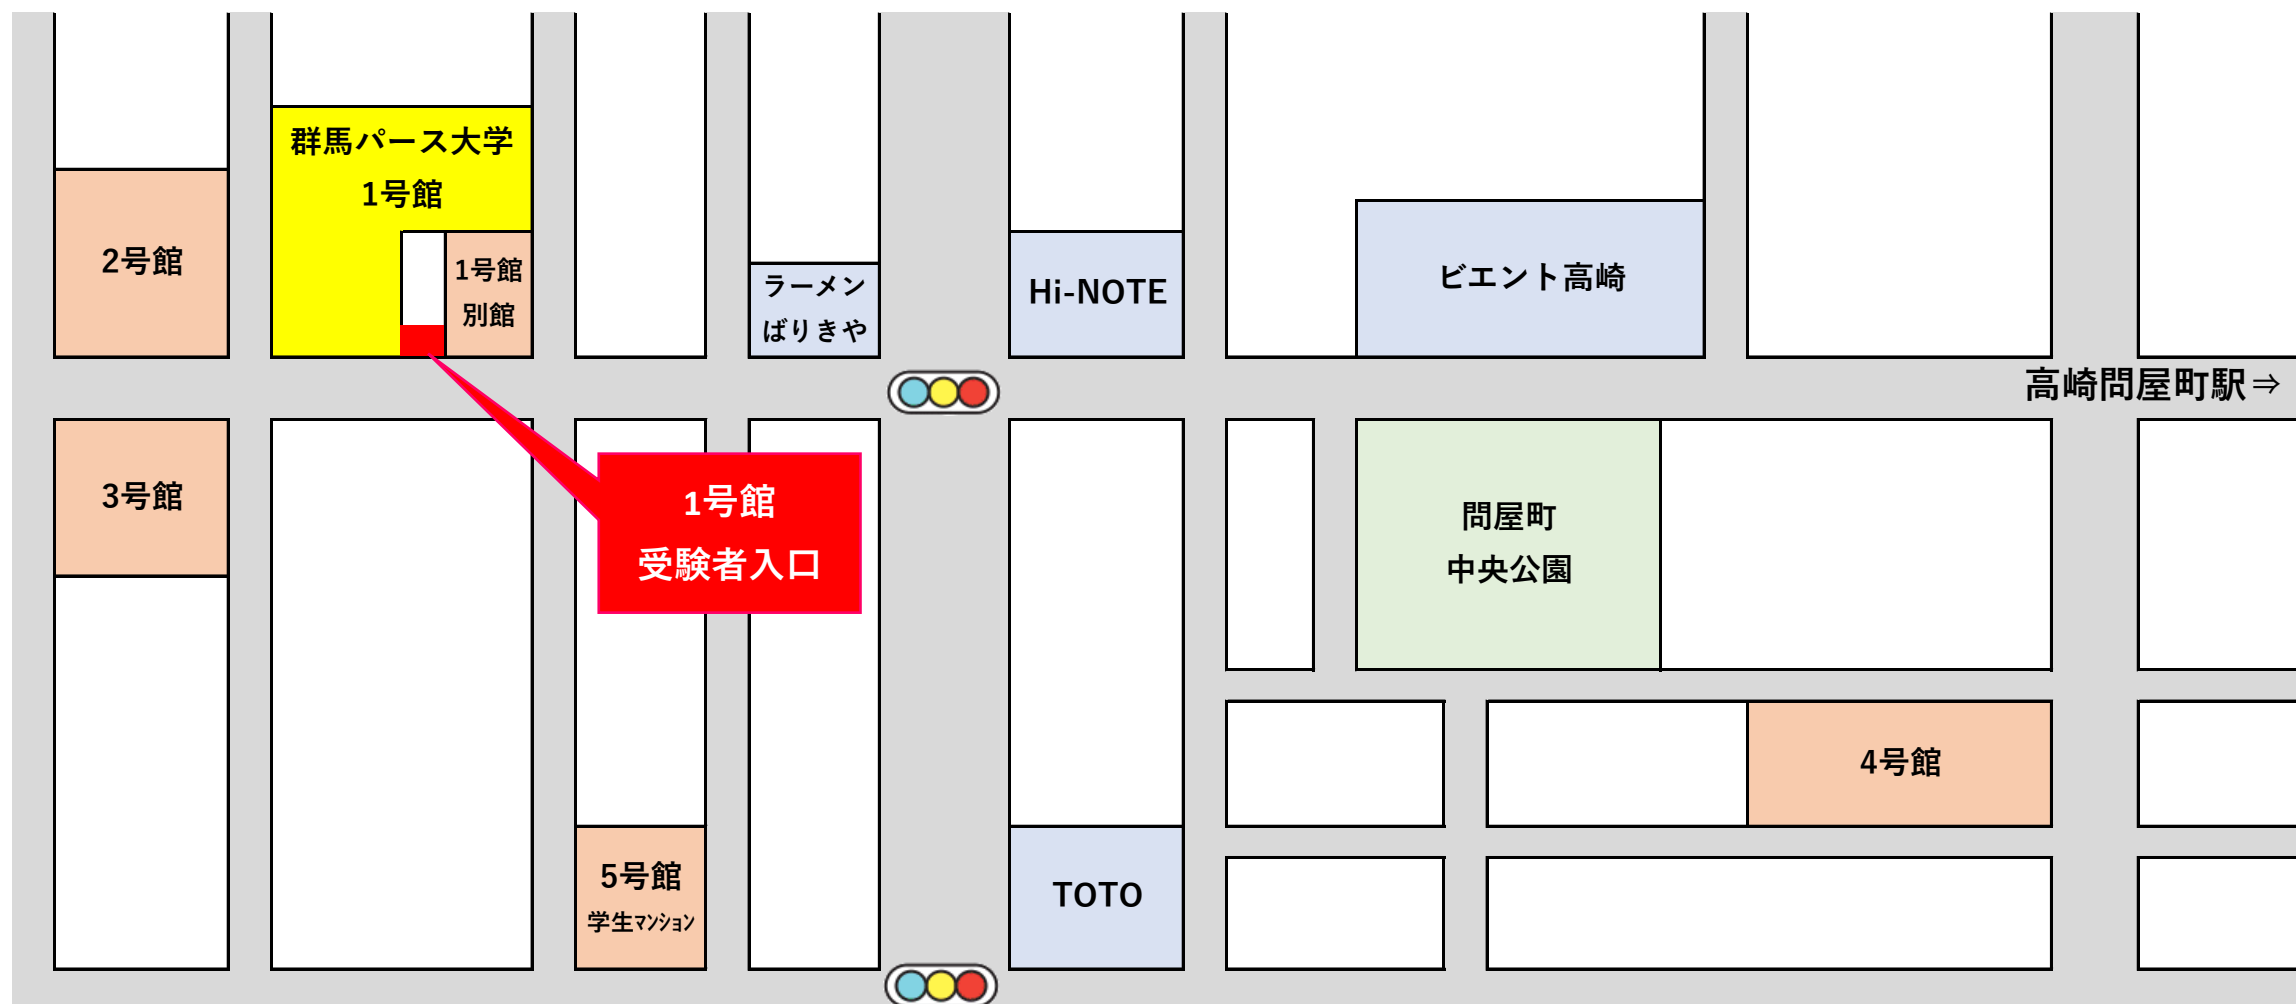 群馬パース大学
1号館
2号館
1号館
別館
ラーメン
ばりきや
Hi-NOTE
ビエント高崎
高崎問屋町駅⇒
3号館
1号館
受験者入口
問屋町
中央公園
4号館
5号館
学生ﾏﾝｼｮﾝ
TOTO